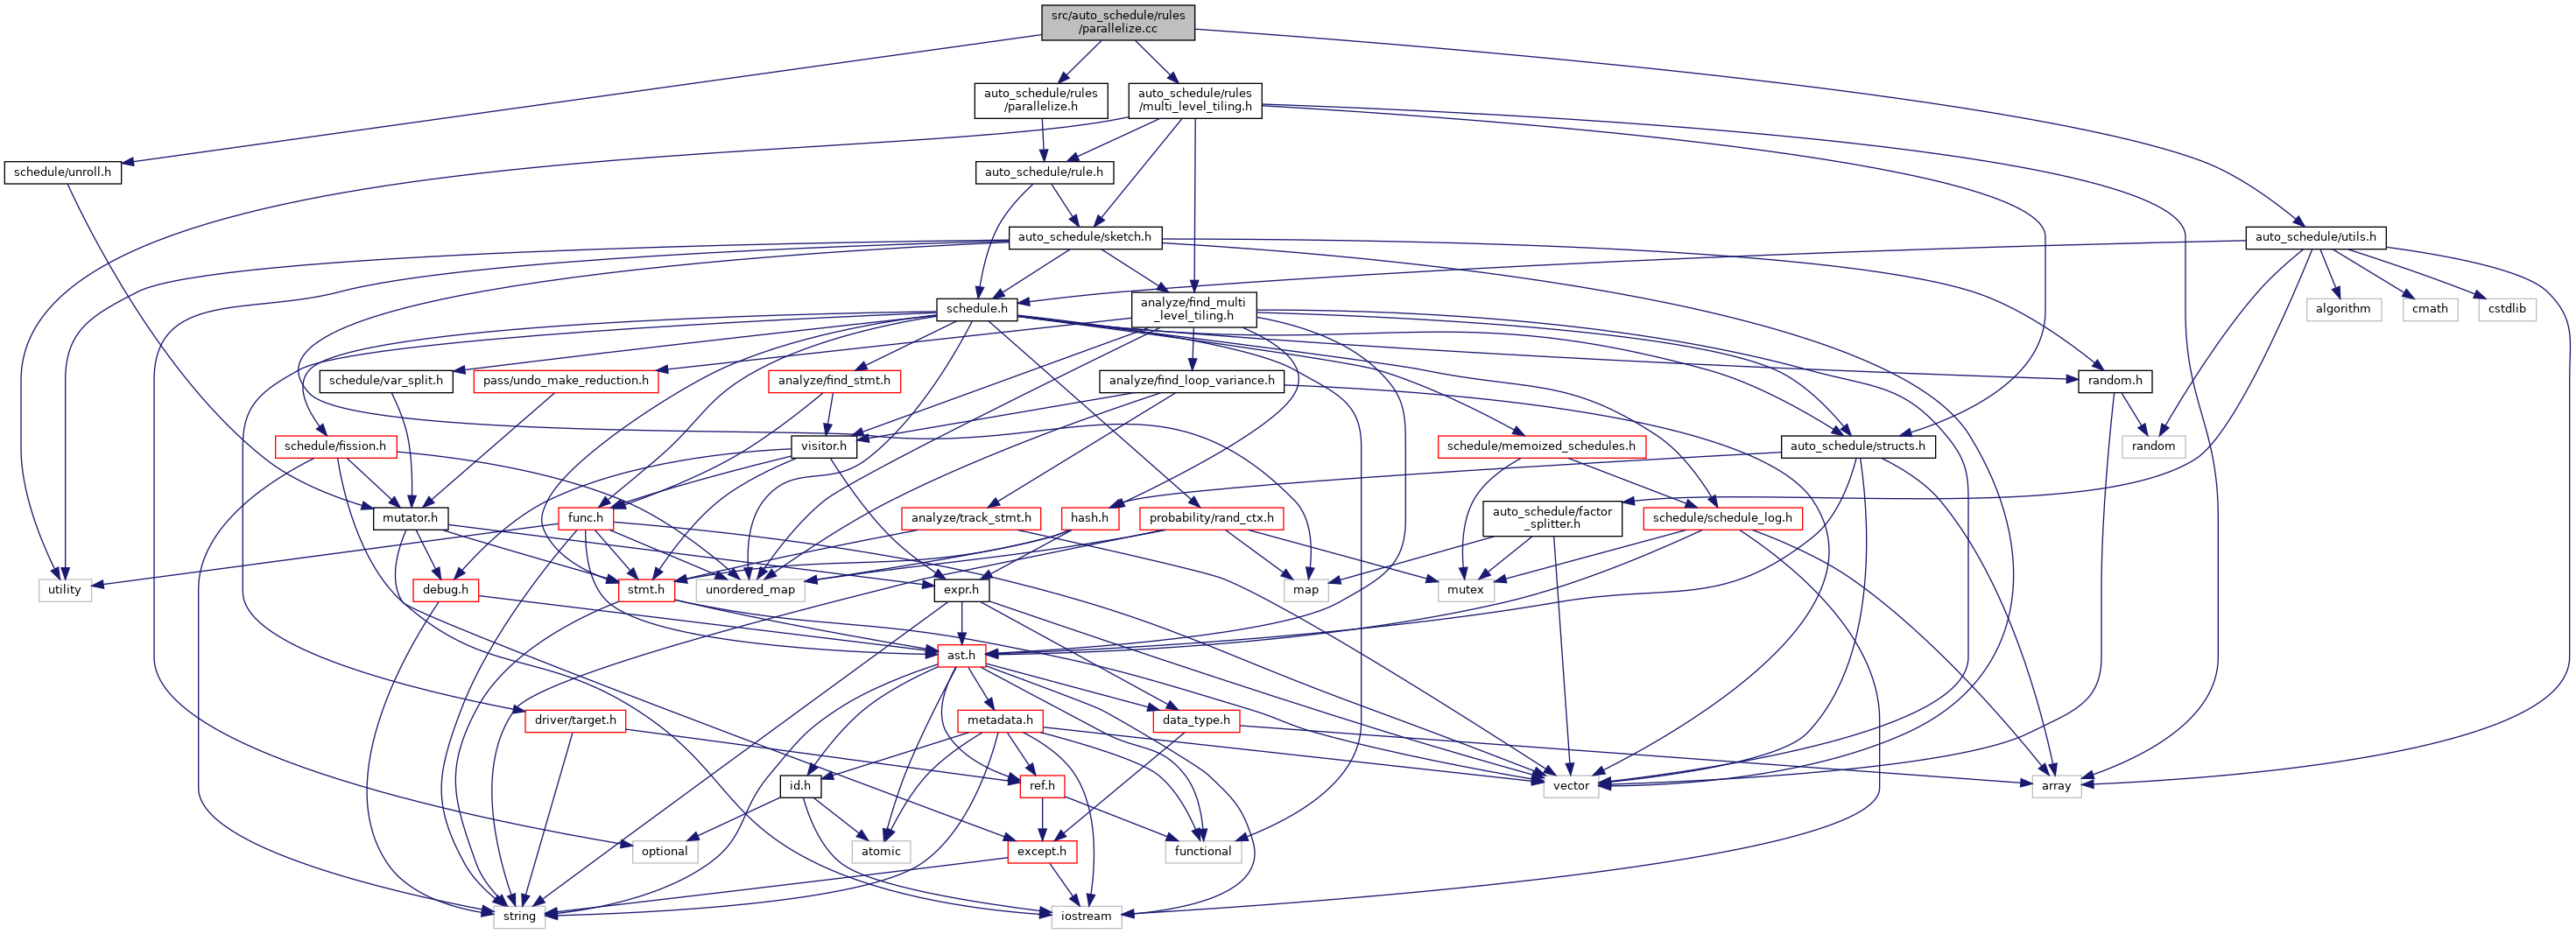 src/auto_schedule/rules
/parallelize.cc
auto_schedule/rules
/parallelize.h
auto_schedule/rules
/multi_level_tiling.h
schedule/unroll.h
auto_schedule/rule.h
auto_schedule/sketch.h
auto_schedule/utils.h
schedule.h
analyze/find_multi
_level_tiling.h
algorithm
cmath
cstdlib
schedule/var_split.h
pass/undo_make_reduction.h
analyze/find_stmt.h
analyze/find_loop_variance.h
random.h
schedule/fission.h
visitor.h
schedule/memoized_schedules.h
auto_schedule/structs.h
random
mutator.h
func.h
analyze/track_stmt.h
hash.h
probability/rand_ctx.h
auto_schedule/factor
_splitter.h
schedule/schedule_log.h
utility
debug.h
stmt.h
unordered_map
expr.h
map
mutex
ast.h
driver/target.h
metadata.h
data_type.h
id.h
ref.h
vector
array
optional
atomic
except.h
functional
string
iostream